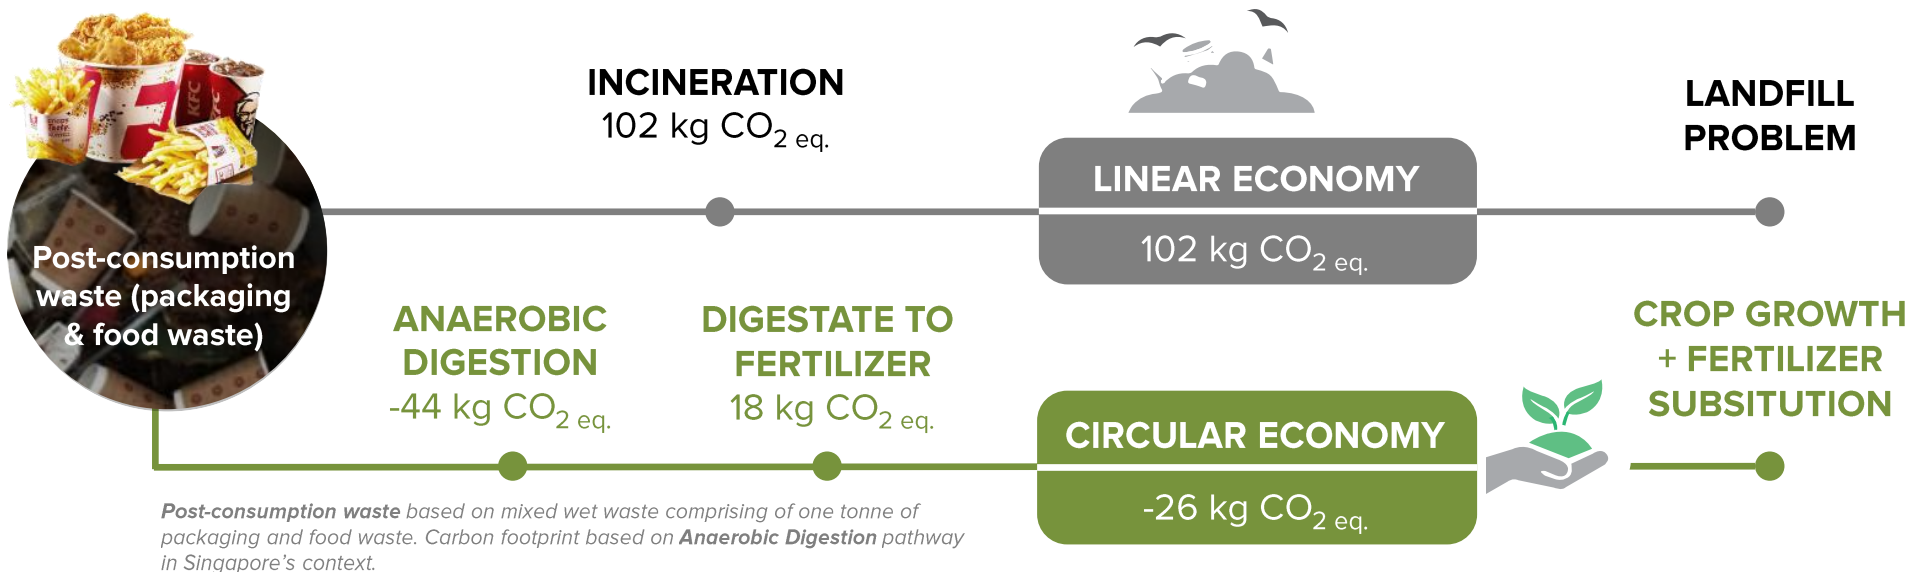 INCINERATION
102 kg CO2 eq.
LANDFILL
PROBLEM
LINEAR ECONOMY
102 kg CO2 eq.
KFC
Post-consumption
waste (packaging
& food waste)
ANAEROBIC
DIGESTION
-44 kg CO2 eq.
DIGESTATE TO
FERTILIZER
18 kg CO2 eq.
CIRCULAR ECONOMY
-26 kg CO2 eq.
CROP GROWTH
+ FERTILIZER
SUBSITUTION
Post-consumption waste based on mixed wet waste comprising of one tonne of
packaging and food waste. Carbon footprint based on Anaerobic Digestion pathway
in Singapore's context.